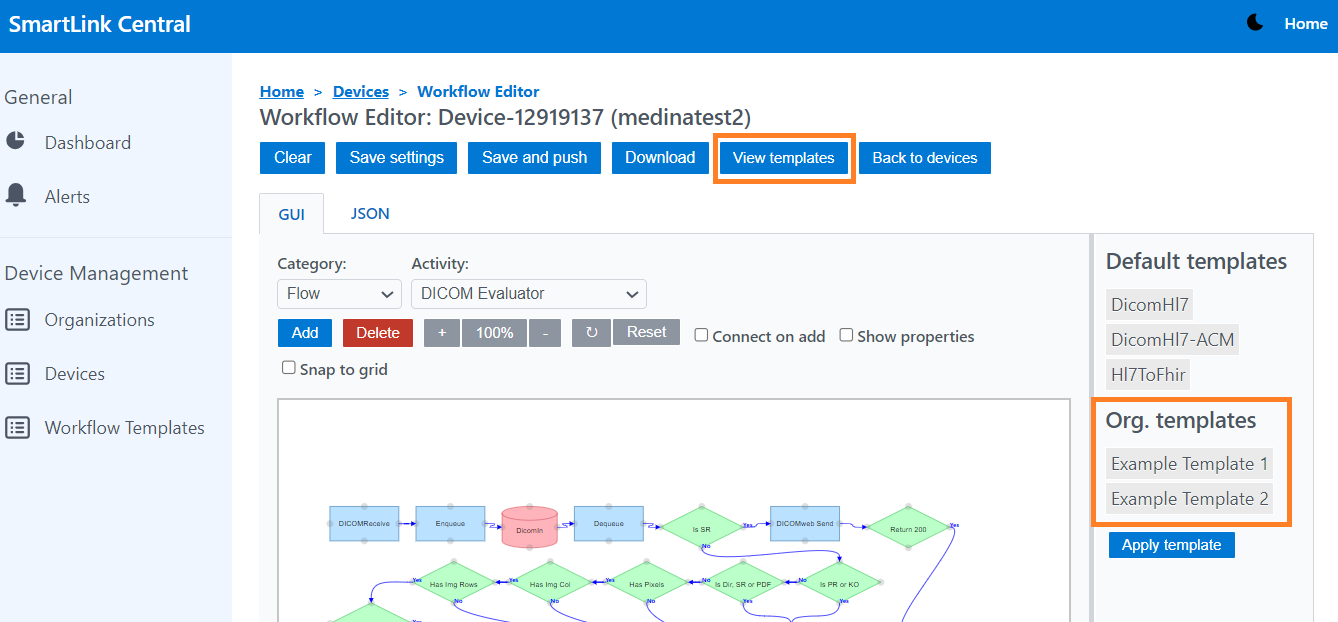 SmartLink Central
Home
General
Dashboard
Alerts
Device Management
Organizations
Devices
Workflow Templates
Home > Devices > Workflow Editor
Workflow Editor: Device-12919137 (medinatest2)
Clear Save settings Save and push Download View templates Back to devices
GUI JSON
Category: Activity:
Flow DICOM Evaluator
Add Delete + 100% - ↻ Reset Connect on add Show properties
Snap to grid
DICOMReceive Enqueue DicomIn Dequeue Is SR Yes DICOMweb Send Return 200 Yes
No
Yes Has Img Rows Yes Has Img Col Yes Has Pixels No Is Dir, SR or PDF No Is PR or KO
No No No Yes Yes
Yes
Default templates
DicomHl7
DicomHl7-ACM
Hl7ToFhir
Org. templates
Example Template 1
Example Template 2
Apply template